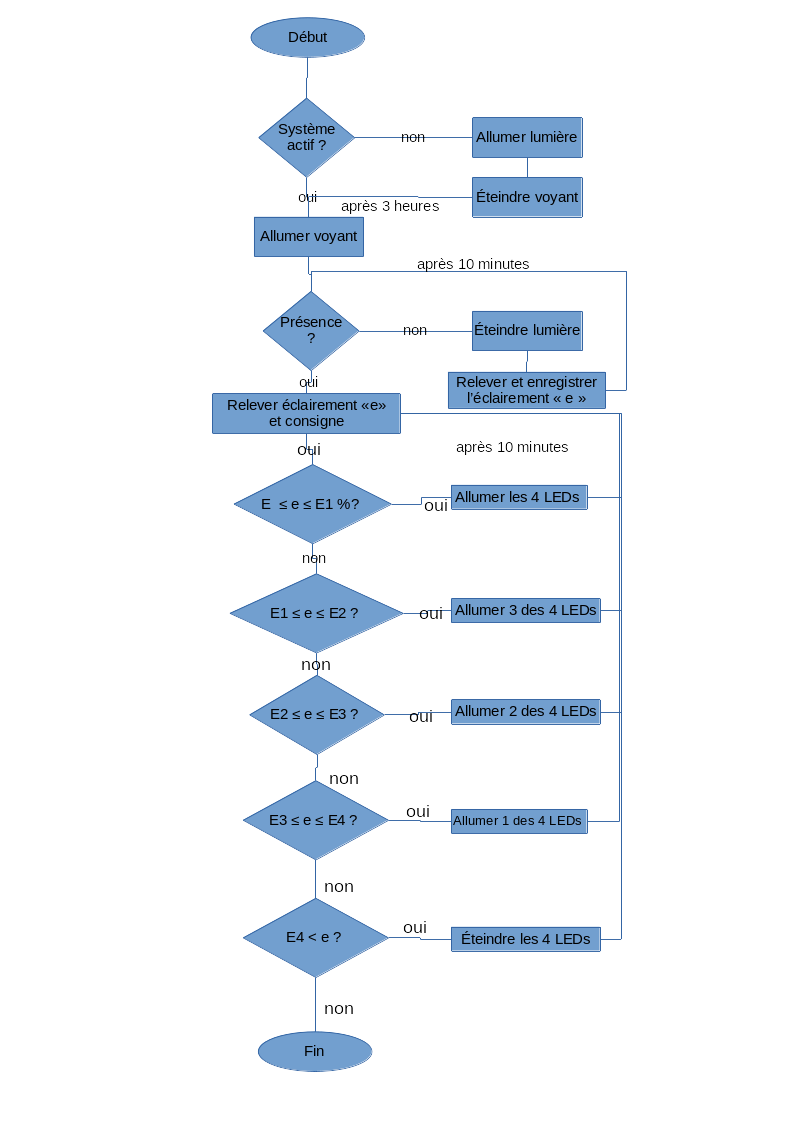 Début
Système
actif ?
non
Allumer lumière
Éteindre voyant
oui
après 3 heures
Allumer voyant
après 10 minutes
Présence
?
non
Éteindre lumière
oui
Relever et enregistrer
l'éclairement « e »
Relever éclairement «e»
et consigne
oui
après 10 minutes
E  ≤ e ≤ E1 %?
oui
Allumer les 4 LEDs
non
E1 ≤ e ≤ E2 ?
oui
Allumer 3 des 4 LEDs
non
E2 ≤ e ≤ E3 ?
oui
Allumer 2 des 4 LEDs
non
E3 ≤ e ≤ E4 ?
oui
Allumer 1 des 4 LEDs
non
E4 < e ?
oui
Éteindre les 4 LEDs
non
Fin